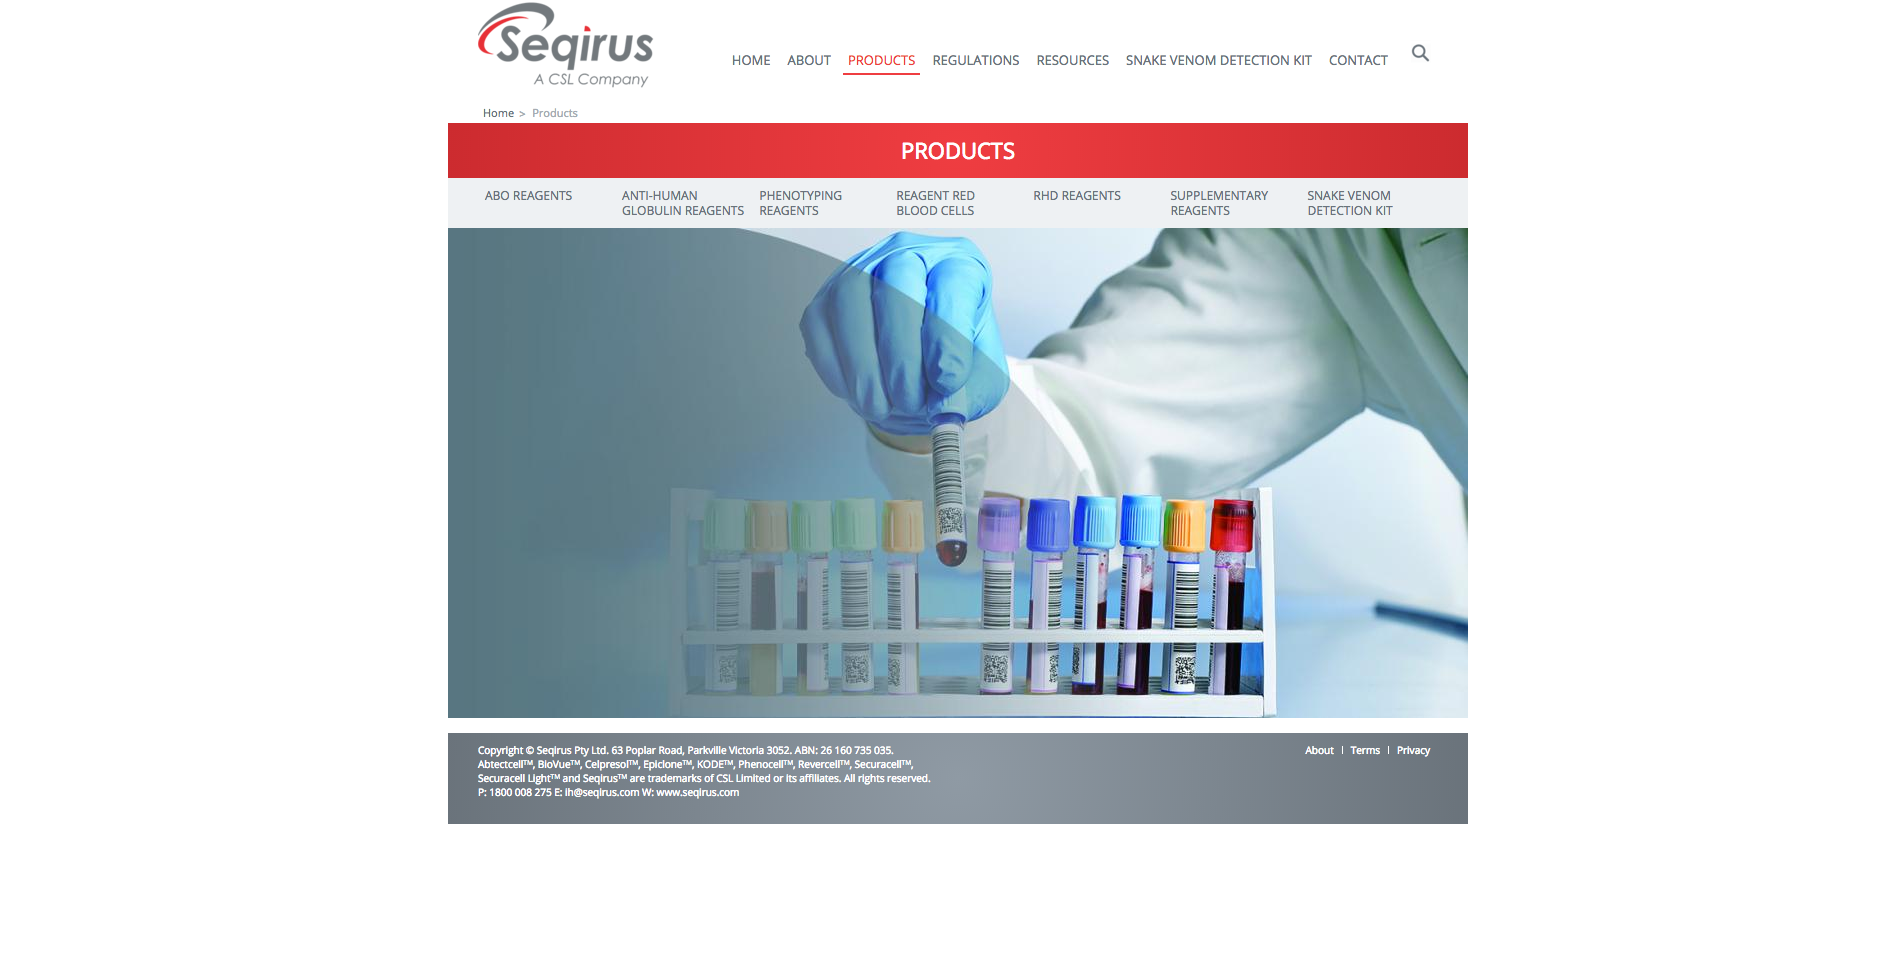 Seqirus
A CSL Company
HOME ABOUT PRODUCTS REGULATIONS RESOURCES SNAKE VENOM DETECTION KIT CONTACT
Home > Products
PRODUCTS
ABO REAGENTS
ANTI-HUMAN
GLOBULIN REAGENTS
PHENOTYPING
REAGENTS
REAGENT RED
BLOOD CELLS
RHD REAGENTS
SUPPLEMENTARY
REAGENTS
SNAKE VENOM
DETECTION KIT
Copyright © Seqirus Pty Ltd. 63 Poplar Road, Parkville Victoria 3052. ABN: 26 160 735 035.
Abtectcell™, BioVue™, Celpresol™, Epiclone™, KODE™, Phenocell™, Revercell™, Securacell™,
Securacell Light™ and Seqirus™ are trademarks of CSL Limited or its affiliates. All rights reserved.
P: 1800 008 275 E: ih@seqirus.com W: www.seqirus.com
About | Terms | Privacy